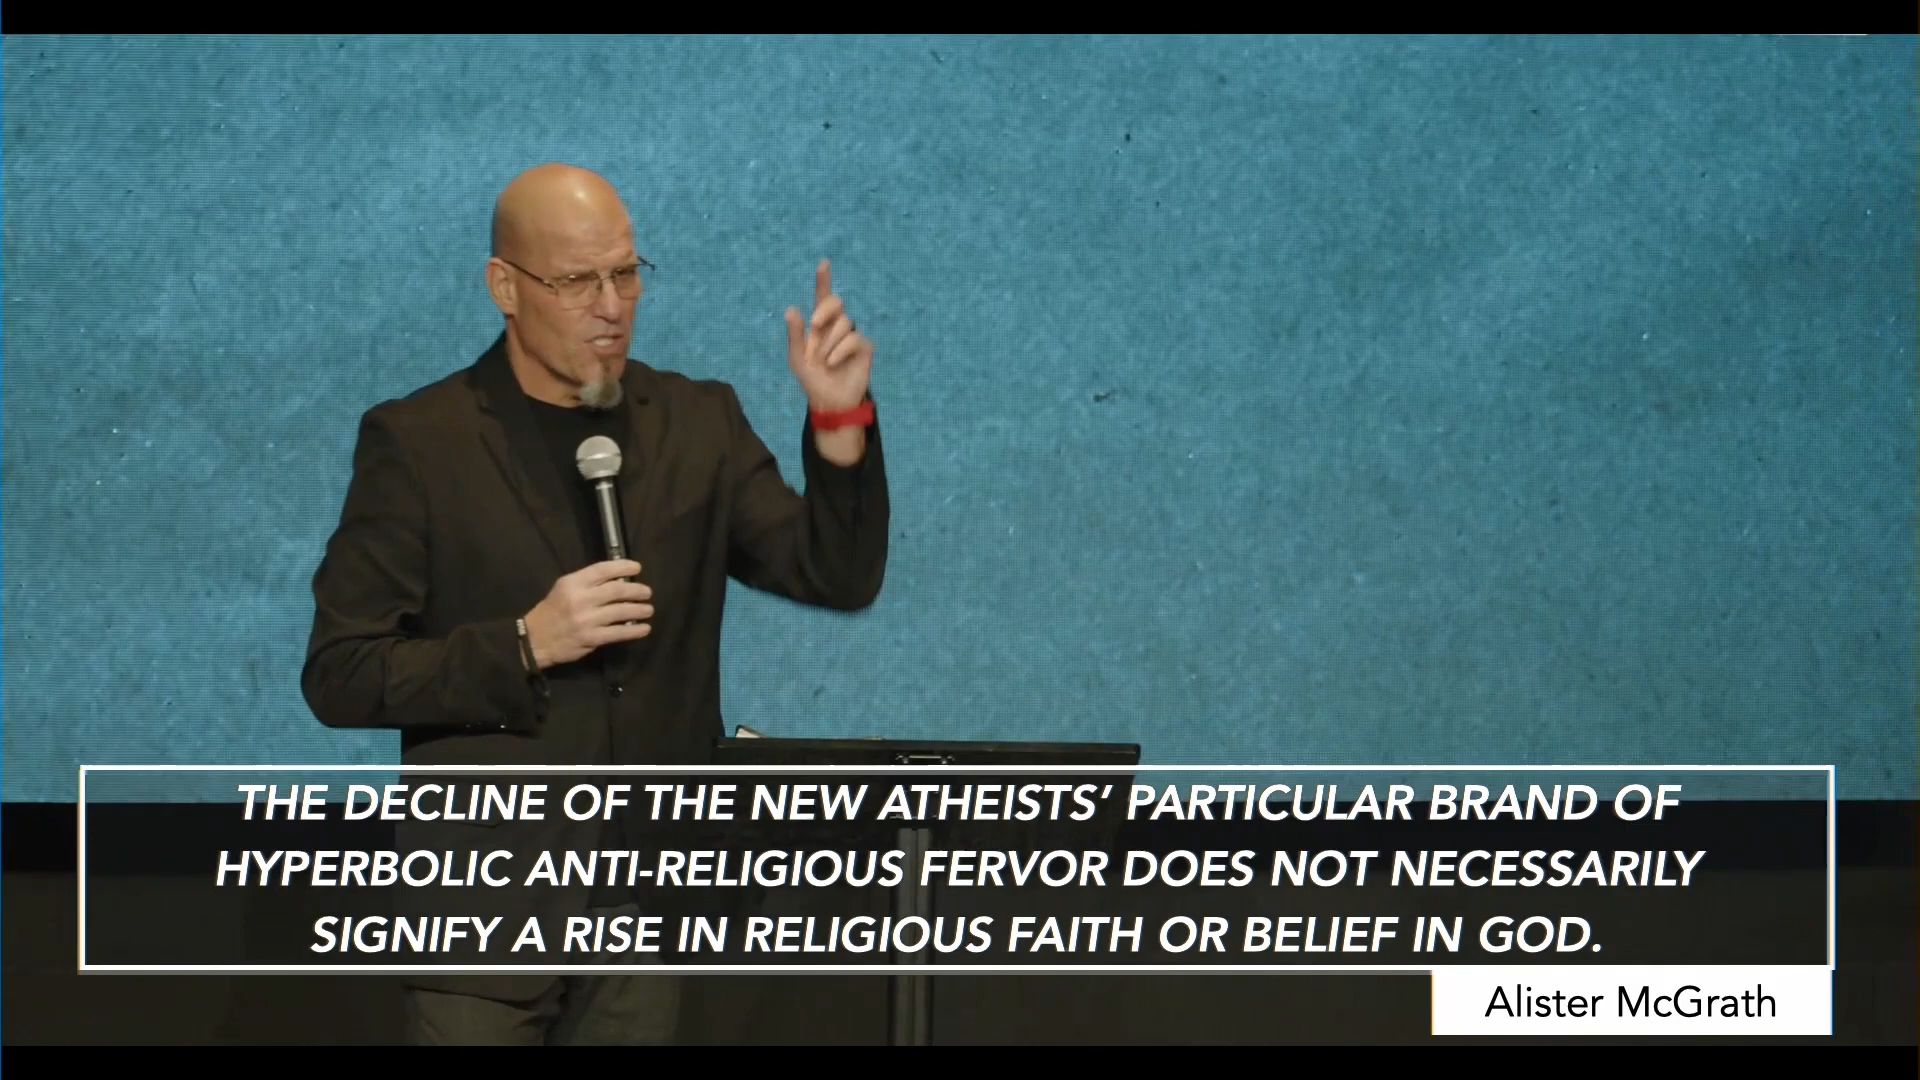 THE DECLINE OF THE NEW ATHEISTS’ PARTICULAR BRAND OF
HYPERBOLIC ANTI-RELIGIOUS FERVOR DOES NOT NECESSARILY
SIGNIFY A RISE IN RELIGIOUS FAITH OR BELIEF IN GOD.
Alister McGrath